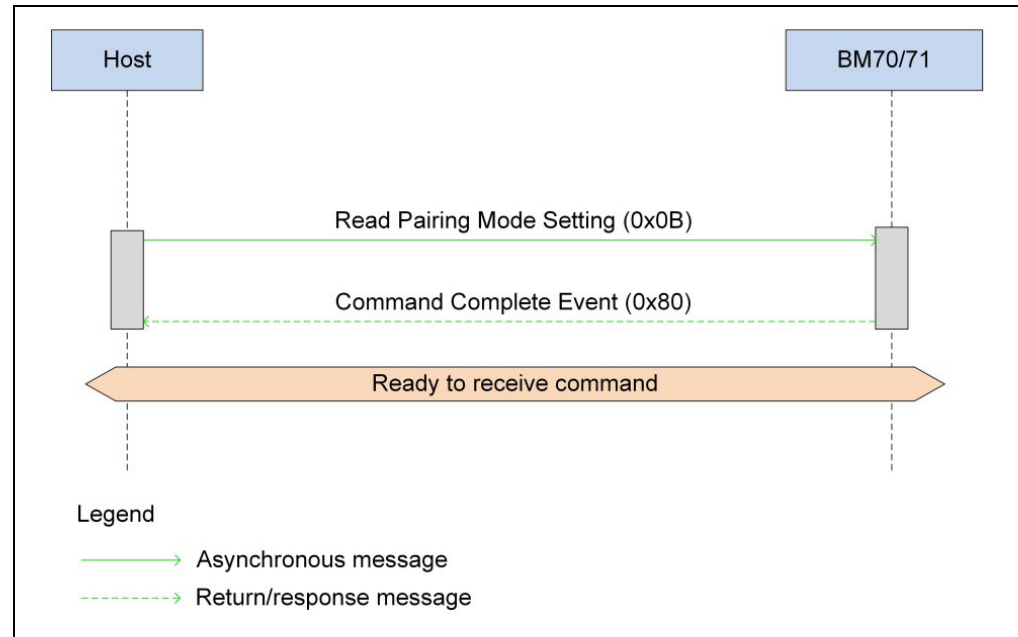 Host
BM70/71
Read Pairing Mode Setting (0x0B)
Command Complete Event (0x80)
Ready to receive command
Legend
Asynchronous message
Return/response message